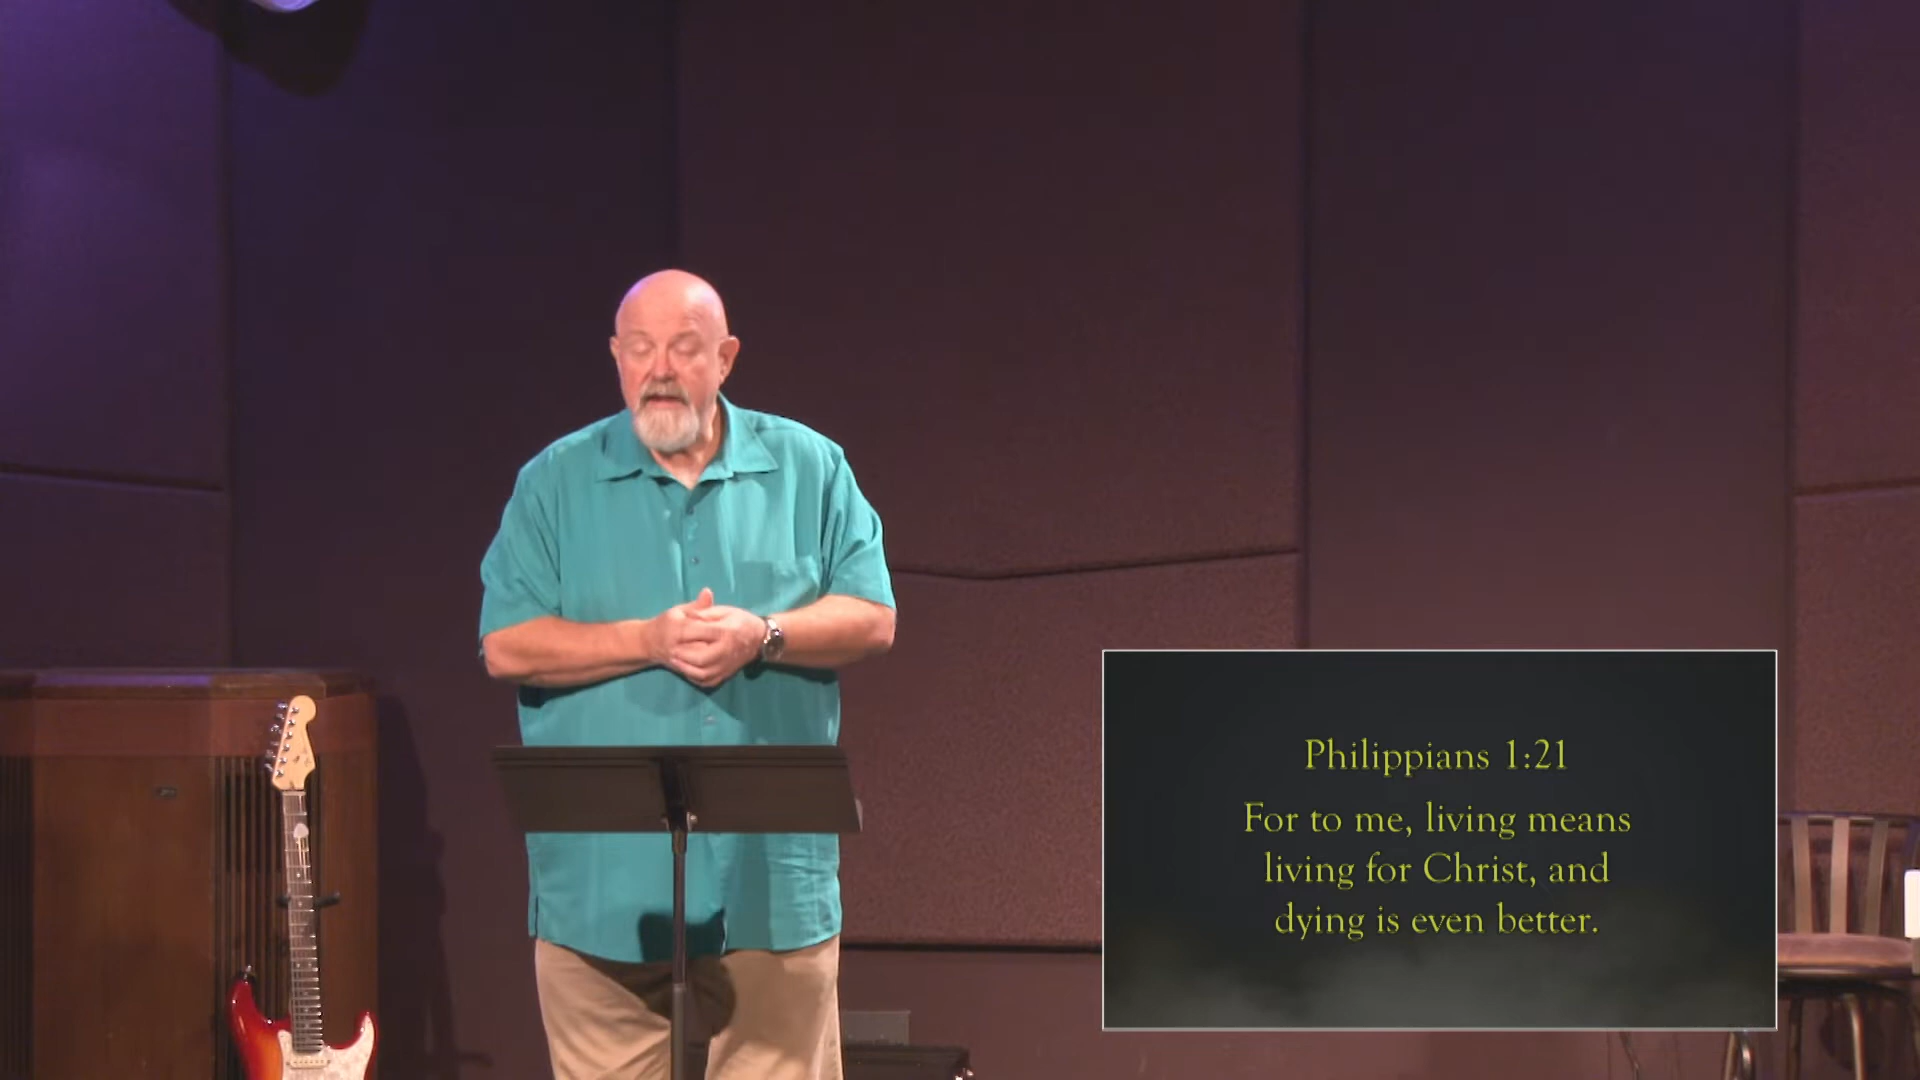 Philippians 1:21
For to me, living means
living for Christ, and
dying is even better.